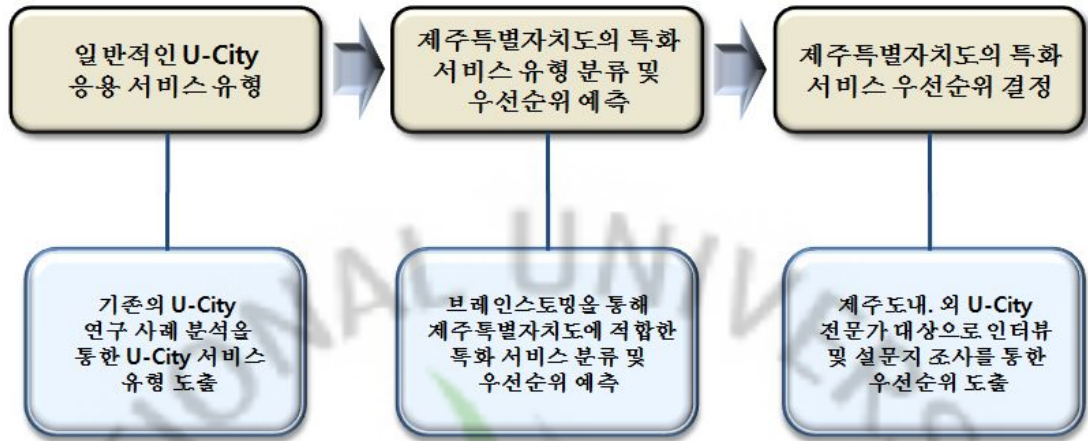 일반적인 U-City
응용 서비스 유형
제주특별자치도의 특화
서비스 유형 분류 및
우선순위 예측
제주특별자치도의 특화
서비스 우선순위 결정
기존의 U-City
연구 사례 분석을
통한 U-City 서비스
유형 도출
브레인스토밍을 통해
제주특별자치도에 적합한
특화 서비스 분류 및
우선순위 예측
제주도내. 외 U-City
전문가 대상으로 인터뷰
및 설문지 조사를 통한
우선순위 도출